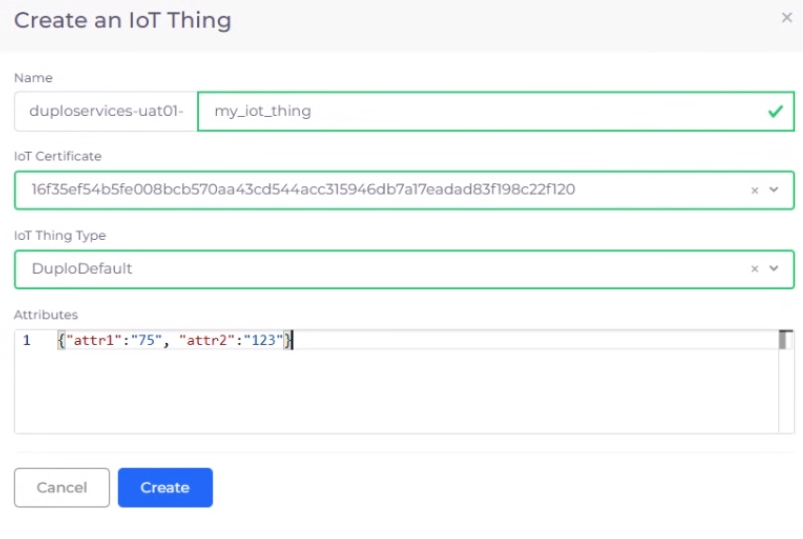 Create an IoT Thing
Name
duploservices-uat01- my_iot_thing
IoT Certificate
16f35ef54b5fe008bcb570aa43cd544acc315946db7a17eadad83f198c22f120
IoT Thing Type
DuploDefault
Attributes
1 {"attr1":"75", "attr2":"123"}
Cancel Create